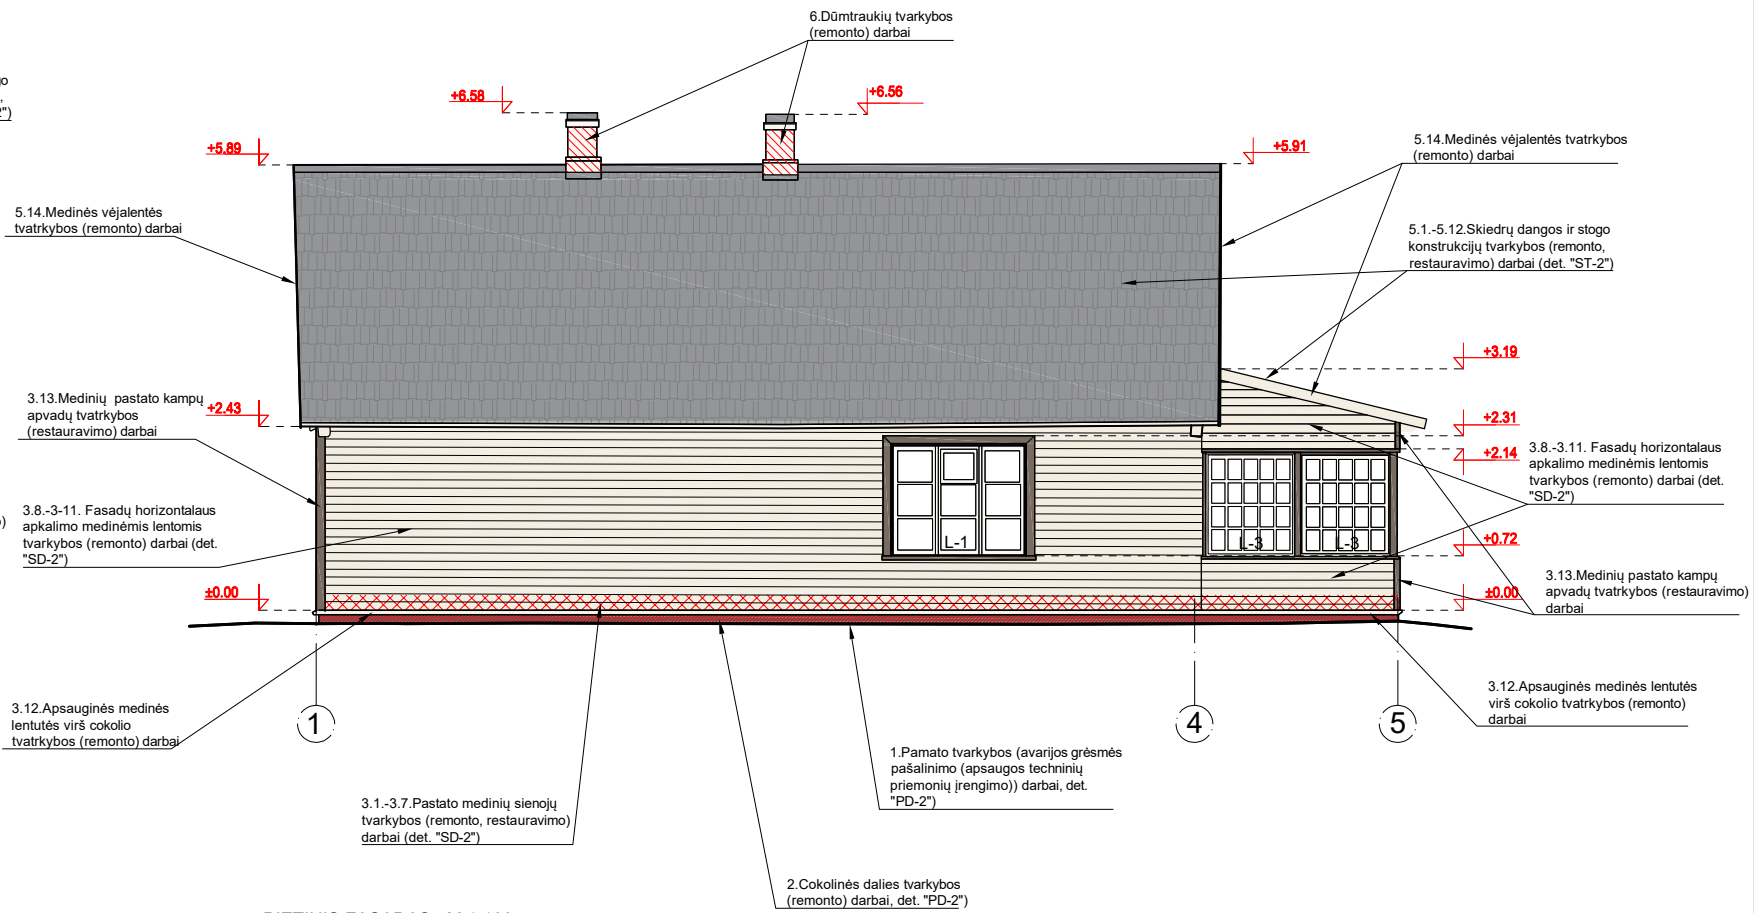 6.Dūmtraukių tvarkybos
(remonto) darbai
+6.58
+6.56
+5.89
+5.91
5.14.Medinės vėjalentės tvatrkybos
(remonto) darbai
5.14.Medinės vėjalentės
tvatrkybos (remonto) darbai
5.1.-5.12.Skiedrų dangos ir stogo
konstrukcijų tvarkybos (remonto,
restauravimo) darbai (det. "ST-2")
+3.19
3.13.Medinių pastato kampų
apvadų tvatrkybos
(restauravimo) darbai
+2.43
+2.31
+2.14
3.8.-3.11. Fasadų horizontalaus
apkalimo medinėmis lentomis
tvarkybos (remonto) darbai (det.
"SD-2")
3.8.-3-11. Fasadų horizontalaus
apkalimo medinėmis lentomis
tvarkybos (remonto) darbai (det.
"SD-2")
L-1
L-3
L-3
+0.72
±0.00
±0.00
3.13.Medinių pastato kampų
apvadų tvatrkybos (restauravimo)
darbai
3.12.Apsauginės medinės
lentutės virš cokolio
tvatrkybos (remonto) darbai
3.12.Apsauginės medinės lentutės
virš cokolio tvatrkybos (remonto)
darbai
1
4
5
1.Pamato tvarkybos (avarijos grėsmės
pašalinimo (apsaugos techninių
priemonių įrengimo)) darbai, det.
"PD-2")
3.1.-3.7.Pastato medinių sienojų
tvarkybos (remonto, restauravimo)
darbai (det. "SD-2")
2.Cokolinės dalies tvarkybos
(remonto) darbai, det. "PD-2")